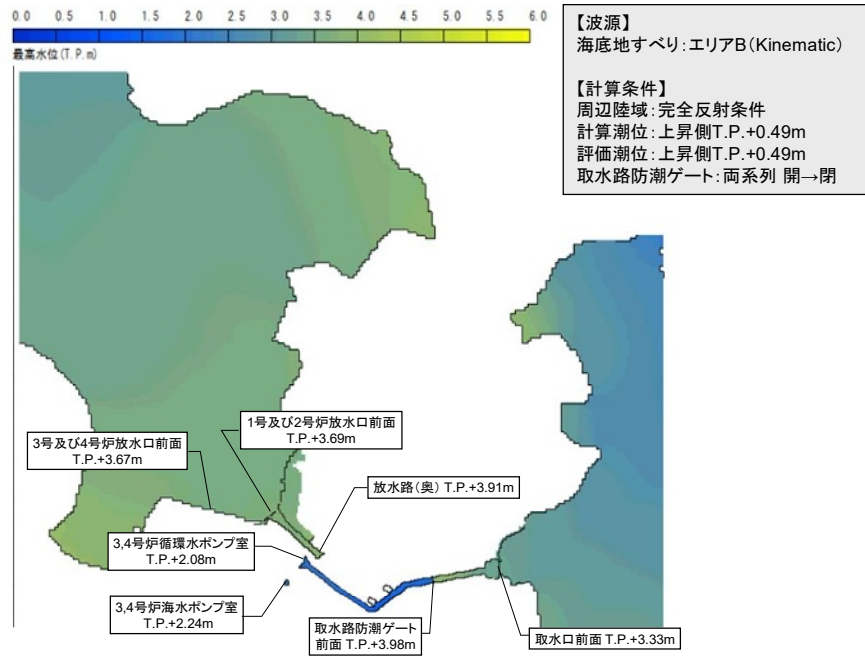 0.0 0.5 1.0 1.5 2.0 2.5 3.0 3.5 4.0 4.5 5.0 5.5 6.0
最高水位(T.P.m)
【波源】
海底地すべり:エリアB(Kinematic)
【計算条件】
周辺陸域:完全反射条件
計算潮位:上昇側T.P.+0.49m
評価潮位:上昇側T.P.+0.49m
取水路防潮ゲート:両系列 開→閉
1号及び2号炉放水口前面
T.P.+3.69m
3号及び4号炉放水口前面
T.P.+3.67m
放水路(奥) T.P.+3.91m
3,4号炉循環水ポンプ室
T.P.+2.08m
3,4号炉海水ポンプ室
T.P.+2.24m
取水路防潮ゲート
前面 T.P.+3.98m
取水口前面 T.P.+3.33m